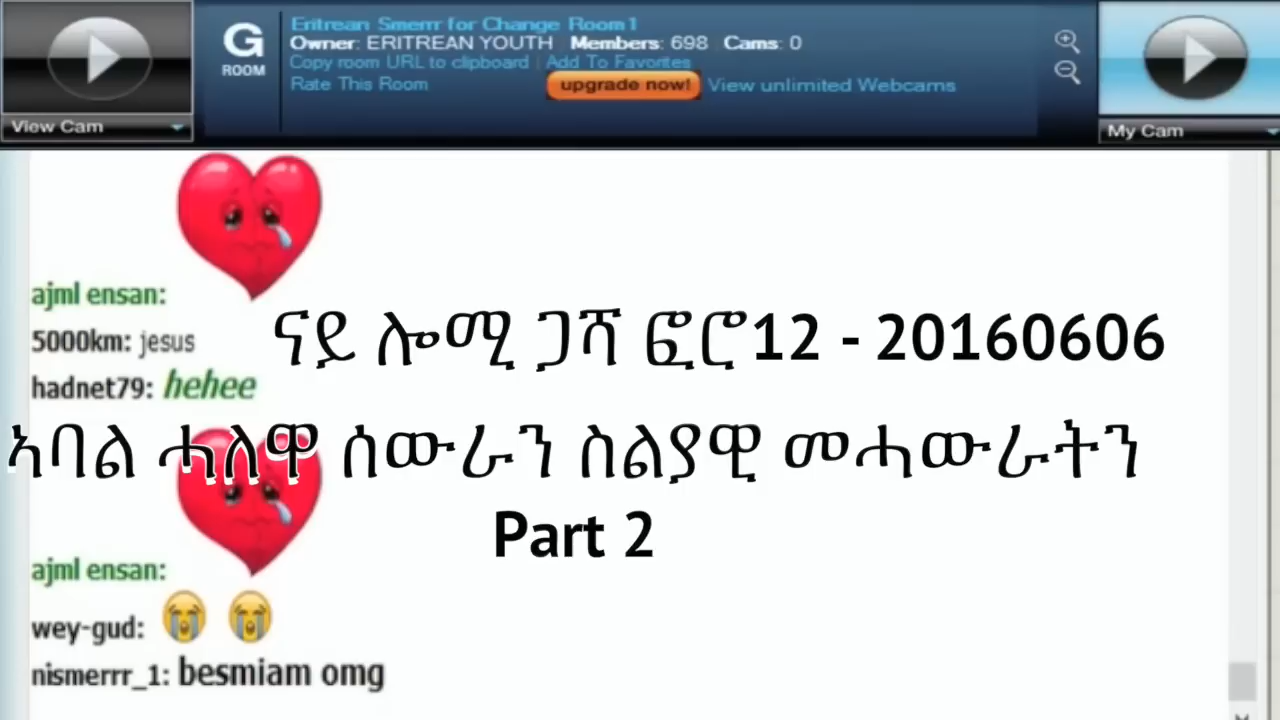 Eritrean Smerrr for Change Room1
G
ROOM
Owner: ERITREAN YOUTH Members: 698 Cams: 0
Copy room URL to clipboard | Add To Favorites
Rate This Room
upgrade now!
View unlimited Webcams
View Cam
My Cam
ajml ensan:
5000km: jesus
hadnet79: hehee
ናይ ሎሚ ጋሻ ፎሮ12 - 20160606
ኣባል ሓለዋ ሰውራን ስልያዊ መሓውራትን
Part 2
ajml ensan:
wey-gud:
nismerrr_1: besmiam omg